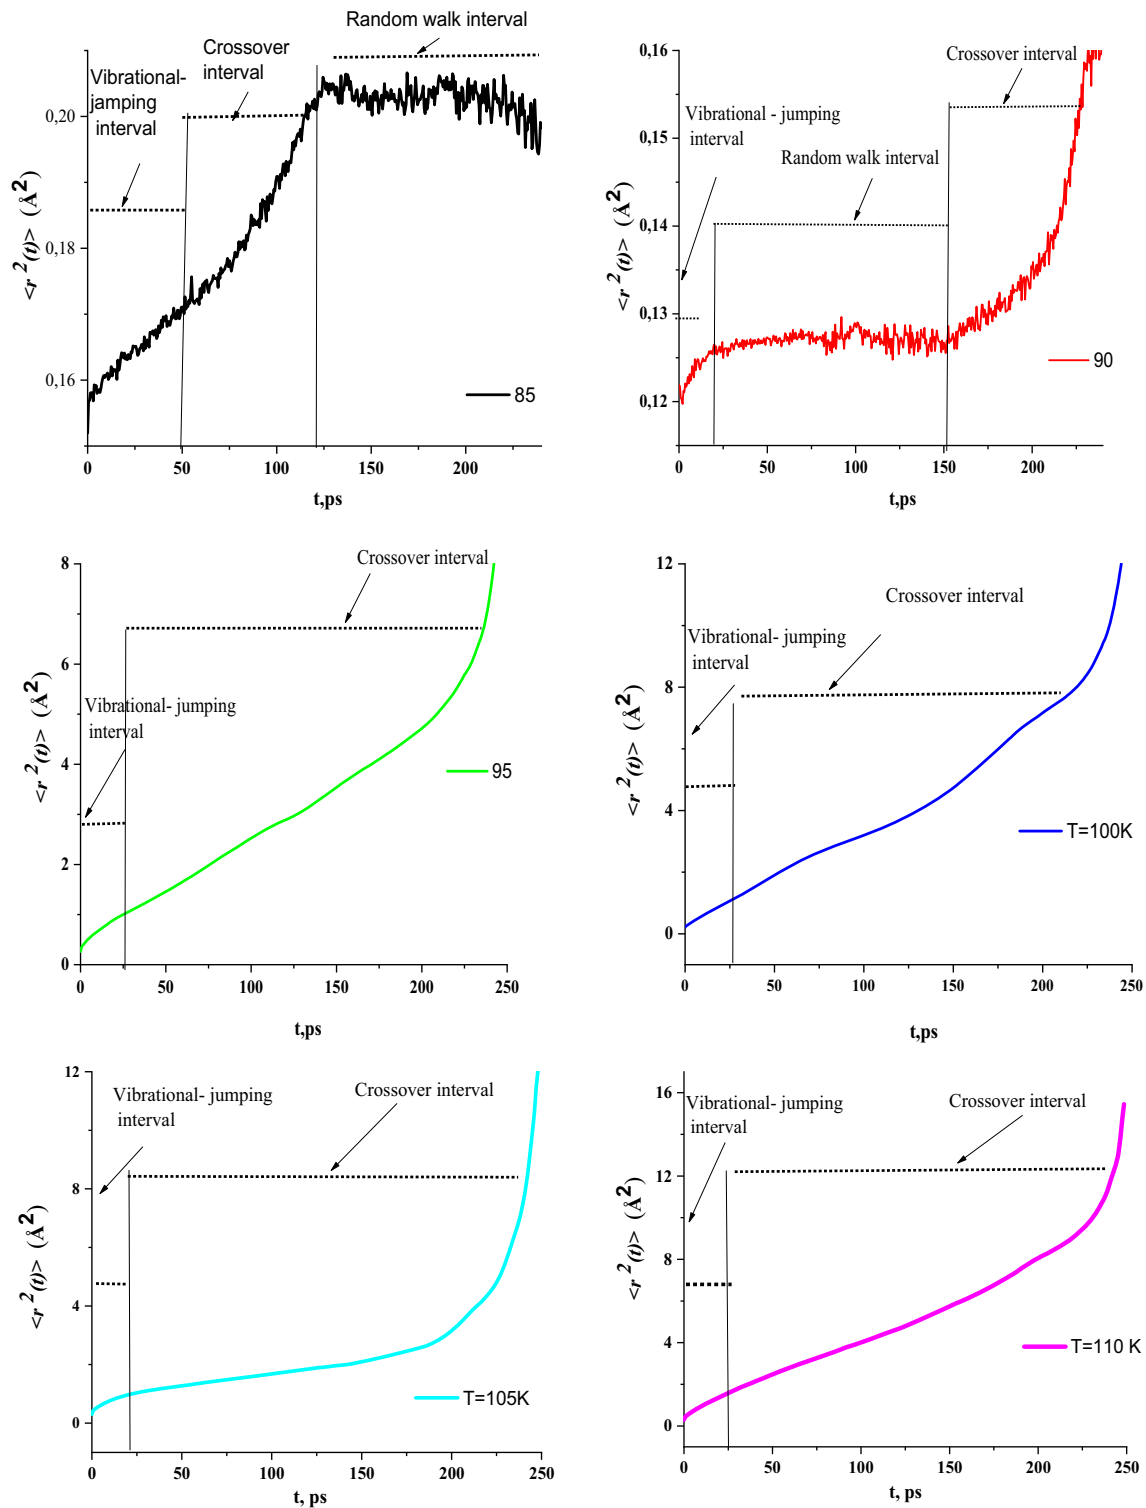 Random walk interval
Crossover
interval
Vibrational-
jamping
interval
0,20
0,18
0,16
<r 2(t)> (Å2)
85
0 50 100 150 200
t,ps
0,16
Crossover interval
0,15
Vibrational - jumping
interval
Random walk interval
0,14
0,13
0,12
<r 2(t)> (Å2)
90
0 50 100 150 200
t,ps
8
Crossover interval
6
Vibrational- jumping
interval
4
2
0
<r 2(t)> (Å2)
95
0 50 100 150 200 250
t,ps
12
Crossover interval
Vibrational- jumping
interval
8
4
0
<r 2(t)> (Å2)
T=100K
0 50 100 150 200 250
t,ps
12
Vibrational- jumping
interval
Crossover interval
8
4
0
<r 2(t)> (Å2)
T=105K
0 50 100 150 200 250
t, ps
16
Vibrational- jumping
interval
Crossover interval
12
8
4
0
<r 2(t)> (Å2)
T=110 K
0 50 100 150 200 250
t, ps